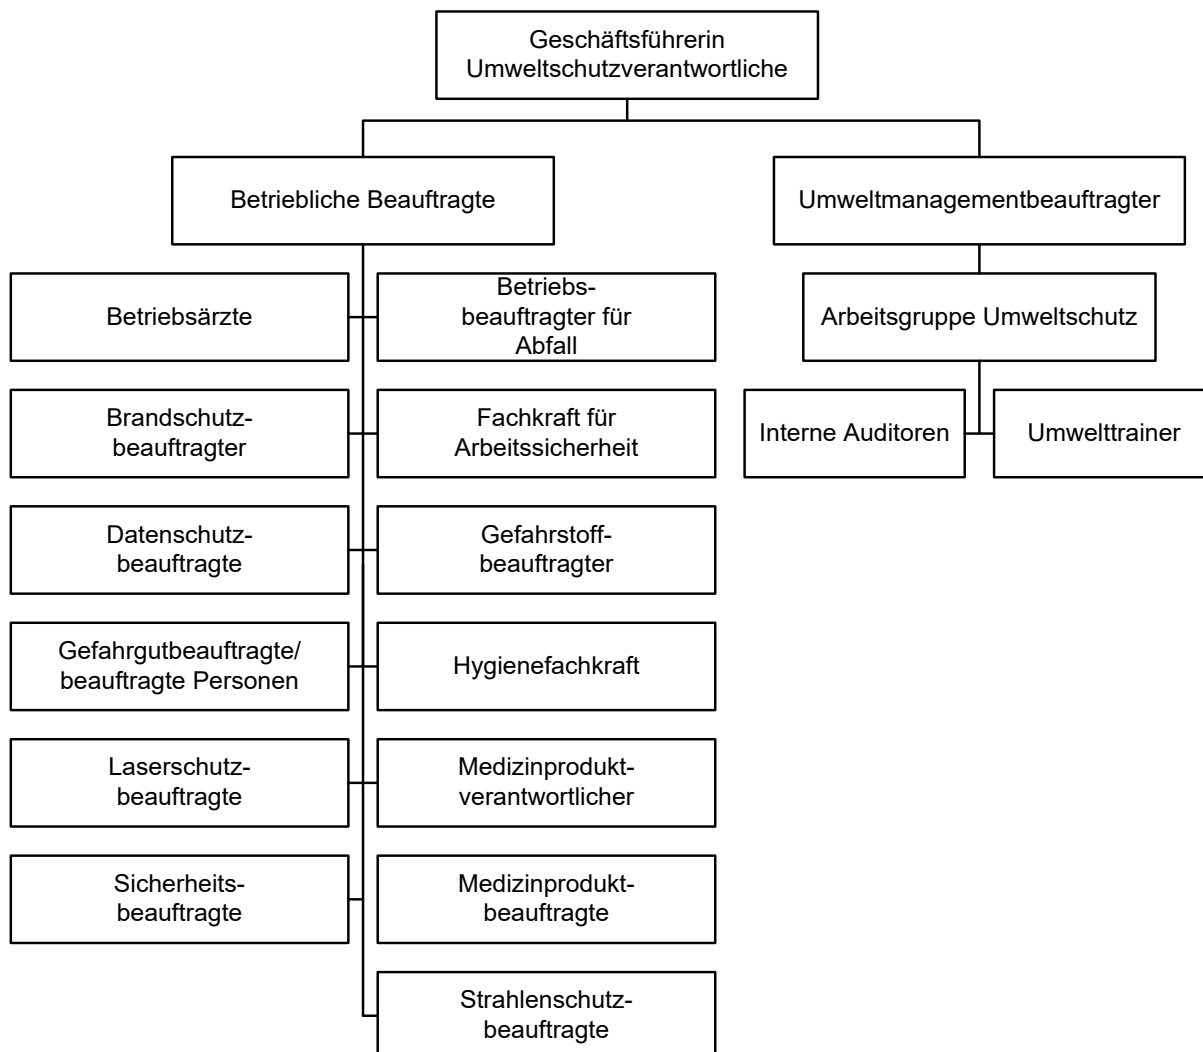 Geschäftsführerin
Umweltschutzverantwortliche
Betriebliche Beauftragte
Umweltmanagementbeauftragter
Betriebsärzte
Betriebs-
beauftragter für
Abfall
Arbeitsgruppe Umweltschutz
Brandschutz-
beauftragter
Fachkraft für
Arbeitssicherheit
Interne Auditoren
Umwelttrainer
Datenschutz-
beauftragte
Gefahrstoff-
beauftragter
Gefahrgutbeauftragte/
beauftragte Personen
Hygienefachkraft
Laserschutz-
beauftragte
Medizinprodukt-
verantwortlicher
Sicherheits-
beauftragte
Medizinprodukt-
beauftragte
Strahlenschutz-
beauftragte